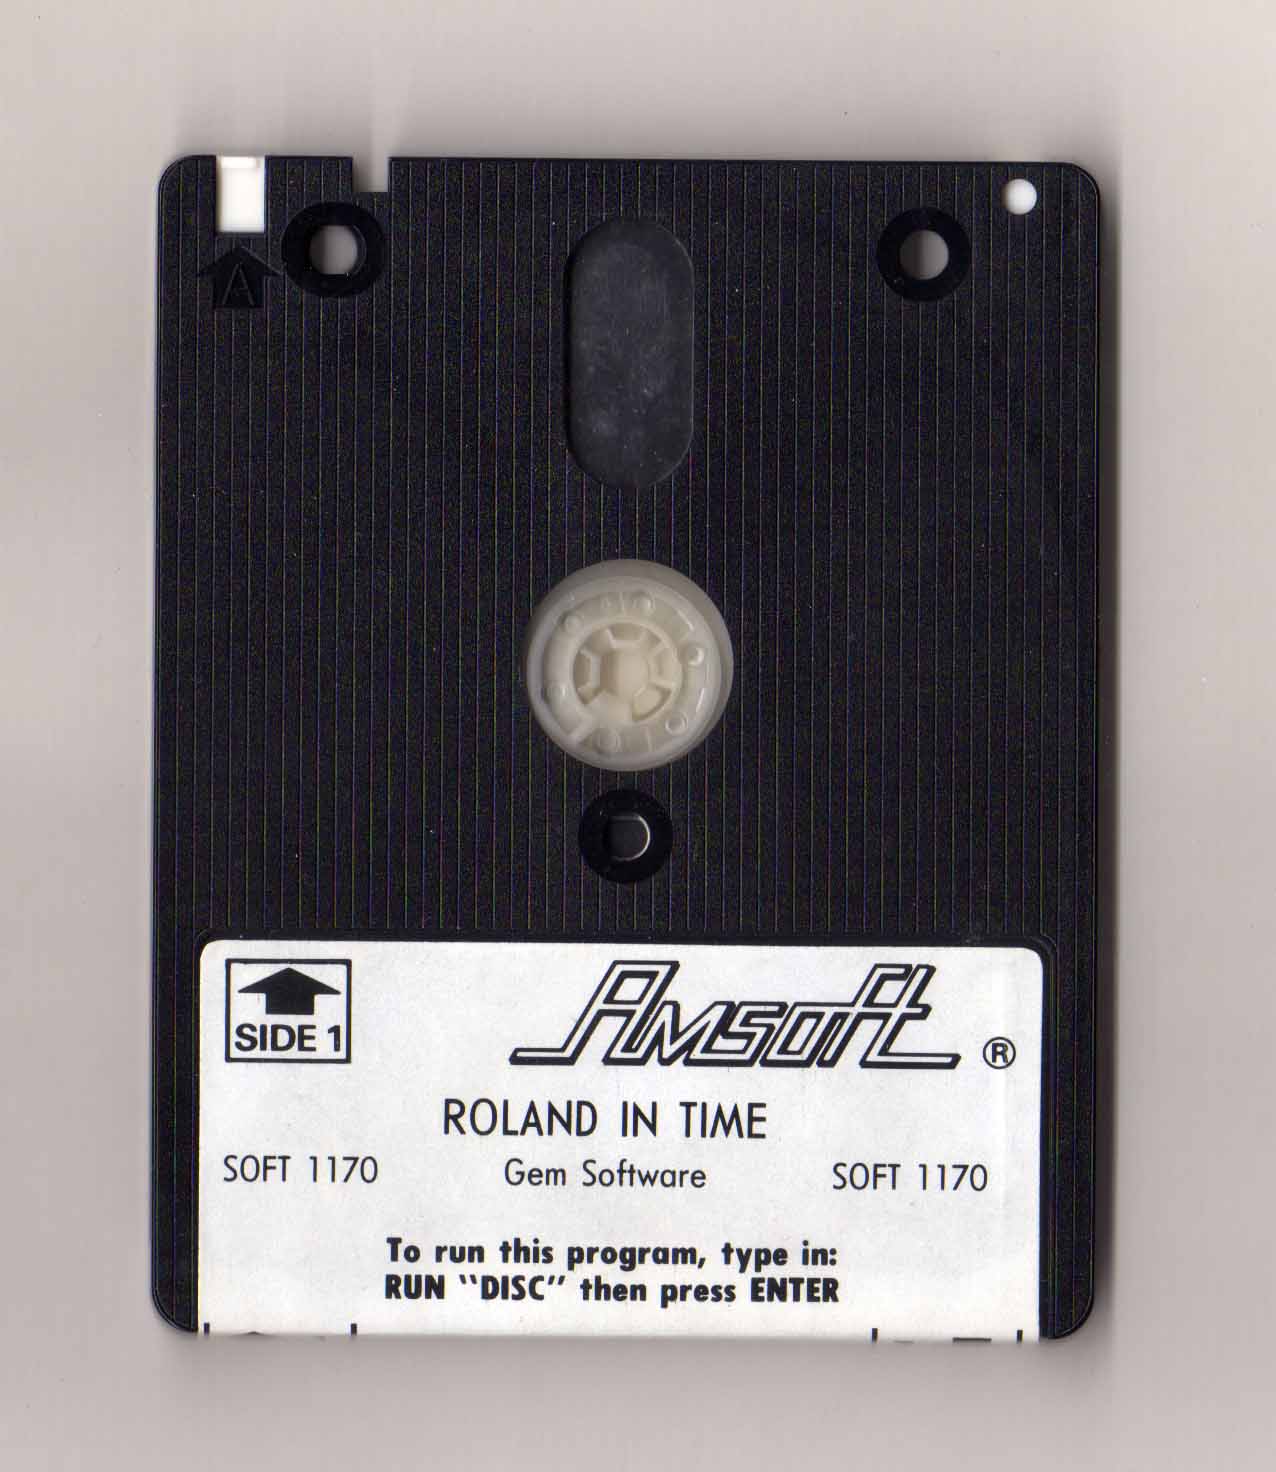 A
SIDE 1
Amsoft ®
ROLAND IN TIME
SOFT 1170 Gem Software SOFT 1170
To run this program, type in:
RUN "DISC" then press ENTER